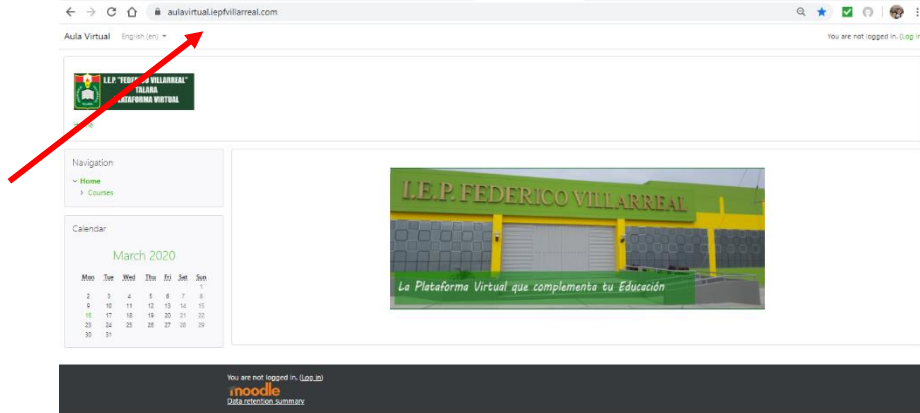 aulavirtual.iepfvillarreal.com
Aula Virtual English (en)
You are not logged in. (Log in
I.E.P. "FEDERICO VILLARREAL"
TALARA
PLATAFORMA VIRTUAL
Home
Navigation
Home
Courses
Calendar
March 2020
Mon Tue Wed Thu Fri Sat Sun
1
2 3 4 5 6 7 8
9 10 11 12 13 14 15
16 17 18 19 20 21 22
23 24 25 26 27 28 29
30 31
I.E.P. FEDERICO VILLARREAL
La Plataforma Virtual que complementa tu Educación
You are not logged in. (Log in)
moodle
Data retention summary